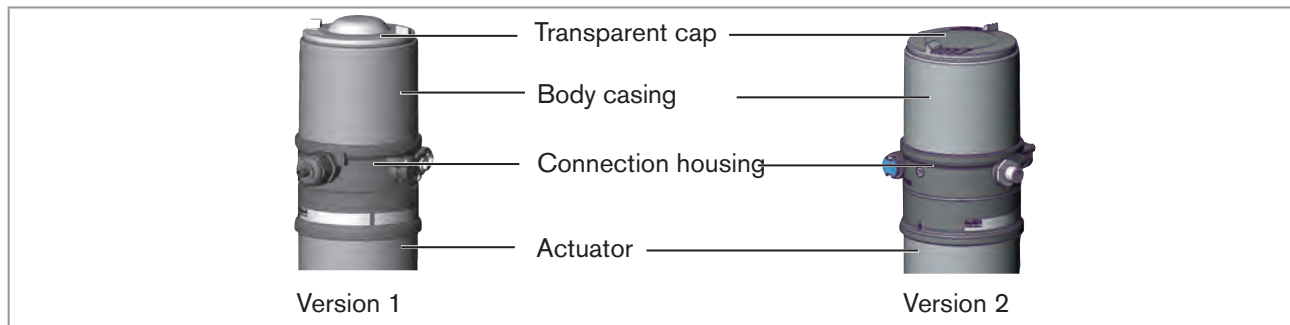 Transparent cap
Body casing
Connection housing
Actuator
Version 1
Version 2